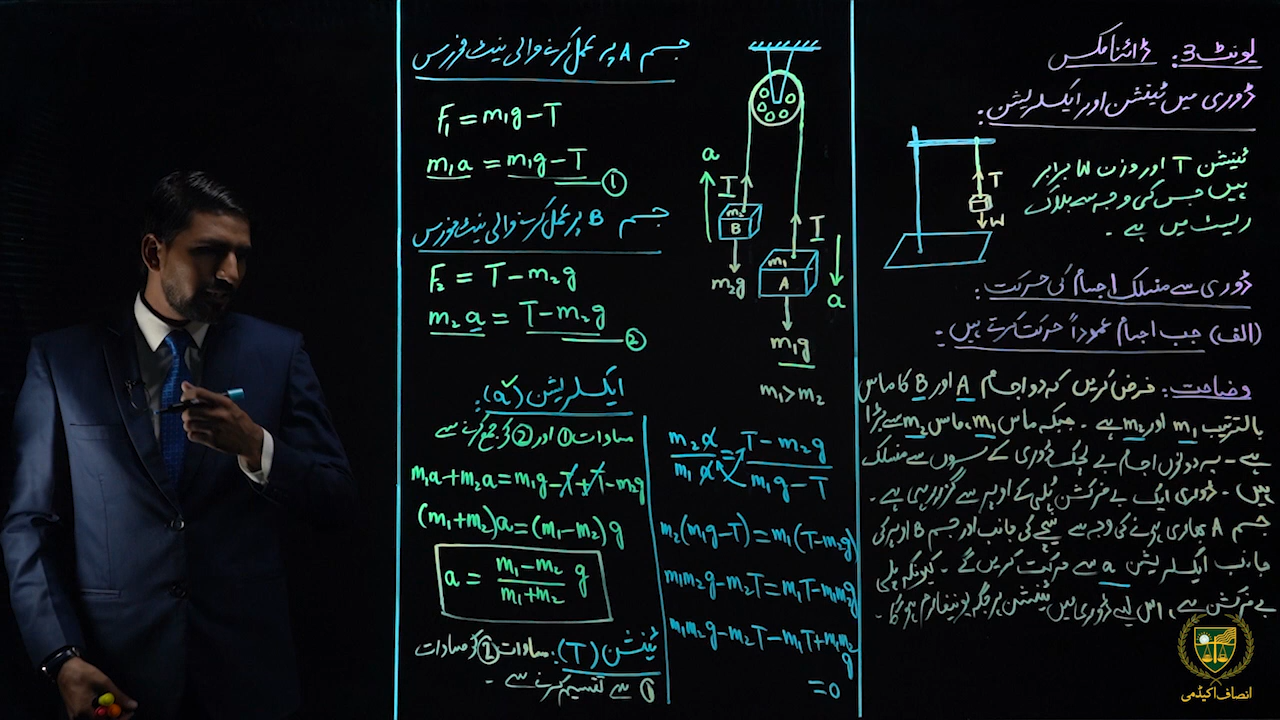 یونٹ 3: ڈائنامکس
ڈوری میں ٹینشن اور ایکسلریشن:
ٹینشن T اور وزن W برابر
ہیں جس کی وجہ سے بلاک
ریسٹ میں ہے۔
T
W
ڈوری سے منسلک اجسام کی حرکت:
(الف) جب اجسام عموداً حرکت کرتے ہیں۔
وضاحت: فرض کریں کہ دو اجسام A اور B کا ماس
بالترتیب m₁ اور m₂ ہے۔ جبکہ ماس m₁، ماس m₂ سے بڑا
ہے۔ یہ دونوں اجسام بے لچک ڈوری کے سروں سے منسلک
ہیں۔ ڈوری ایک بے فرکشن پُلی کے اوپر سے گزر رہی ہے۔
جسم A بھاری ہونے کی وجہ سے نیچے کی جانب اور جسم B اوپر کی
جانب ایکسلریشن a سے حرکت کریں گے۔ کیونکہ پلی
بے فرکشن ہے، اس لیے ڈوری میں ٹینشن ہر جگہ یونیفارم ہو گا۔
جسم A پر عمل کرنے والی نیٹ فورس
F₁ = m₁g – T
m₁a = m₁g – T —— ①
جسم B پر عمل کرنے والی نیٹ فورس
F₂ = T – m₂g
m₂a = T – m₂g —— ②
a
T
m₂
B
m₂g
T
m₁
A
a
m₁g
m₁ > m₂
ایکسلریشن (a):
مساوات ① اور ② کو جمع کرنے سے
m₁a + m₂a = m₁g – T + T – m₂g
(m₁ + m₂)a = (m₁ – m₂) g
a = (m₁ – m₂)/(m₁ + m₂) g
ٹینشن (T): مساوات ② کو مساوات
① سے تقسیم کرنے سے۔
m₂a/m₁a = (T – m₂g)/(m₁g – T)
m₂(m₁g – T) = m₁(T – m₂g)
m₁m₂g – m₂T = m₁T – m₁m₂g
m₁m₂g – m₂T – m₁T + m₁m₂
g
= 0
انصاف اکیڈمی